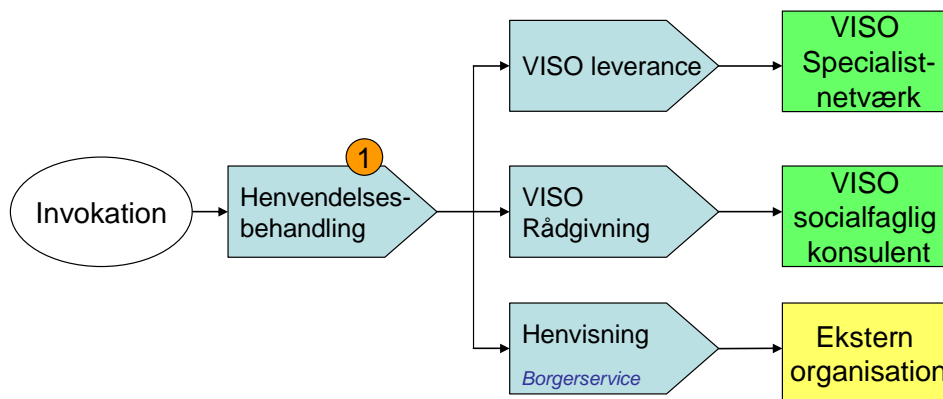 Invokation
1
Henvendelses-
behandling
VISO leverance
VISO
Specialist-
netværk
VISO
Rådgivning
VISO
socialfaglig
konsulent
Henvisning
Borgerservice
Ekstern
organisation